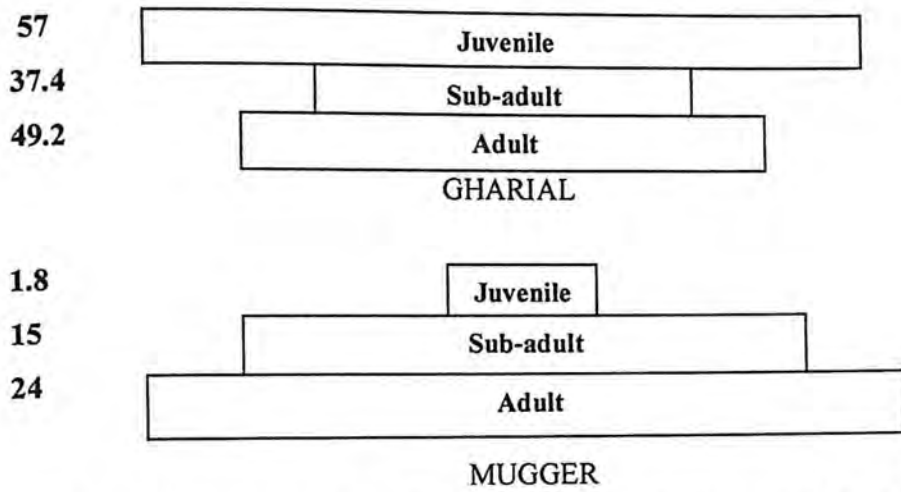 57 Juvenile
37.4 Sub-adult
49.2 Adult
GHARIAL
1.8 Juvenile
15 Sub-adult
24 Adult
MUGGER